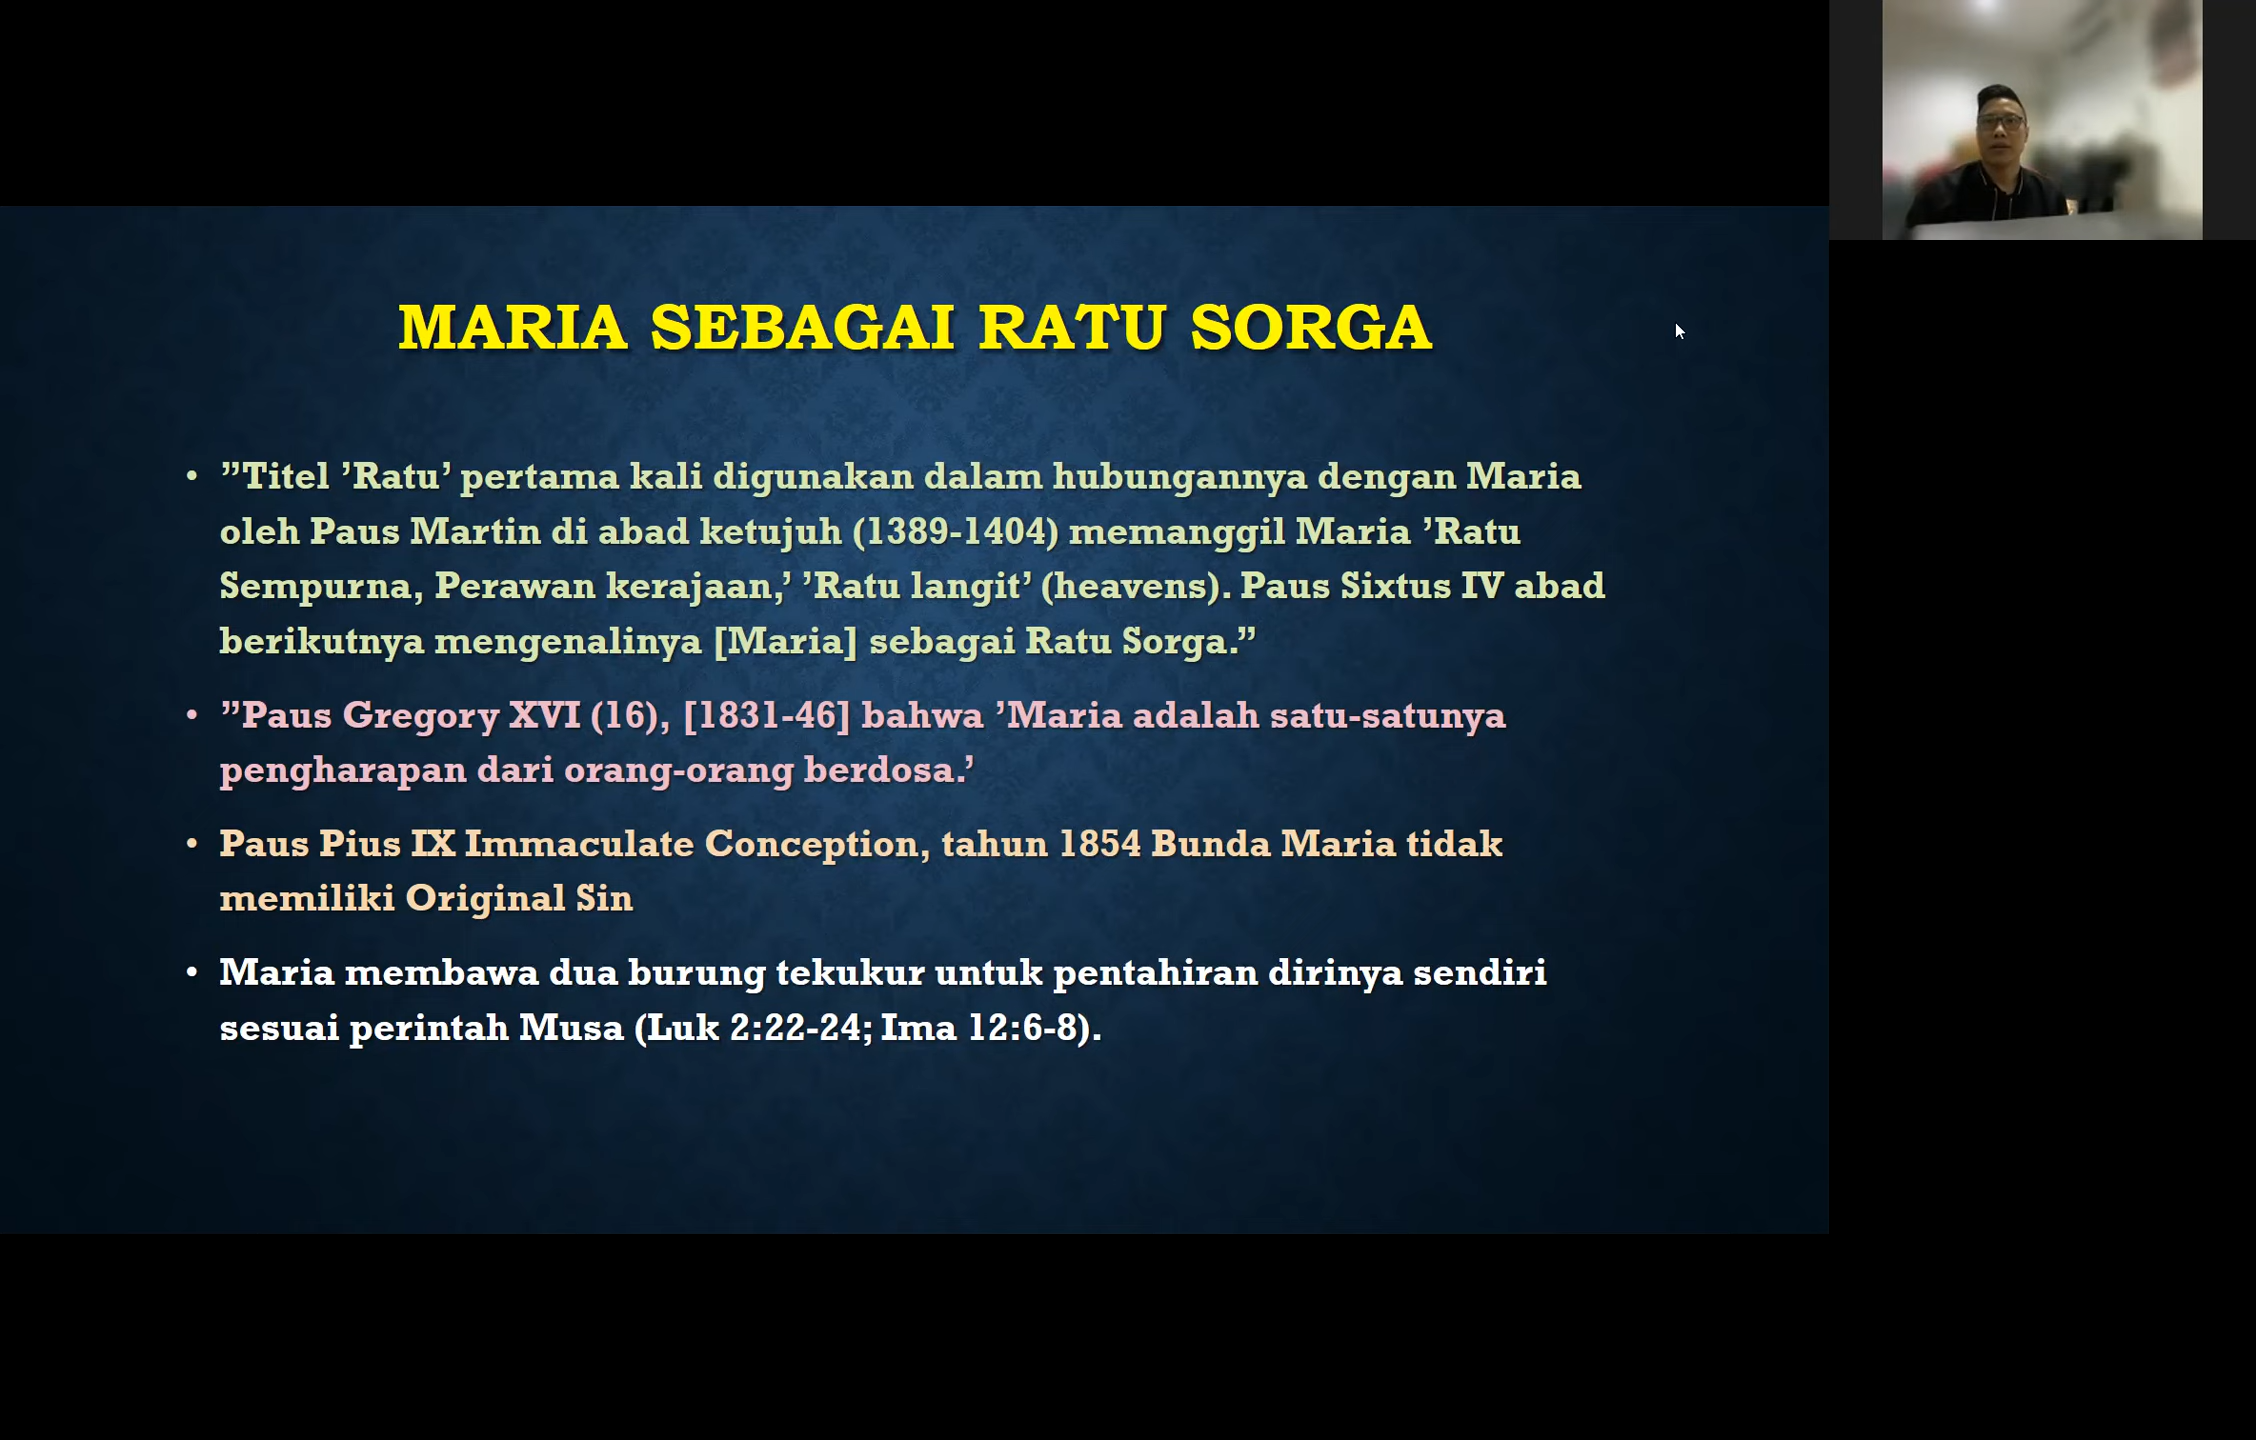 MARIA SEBAGAI RATU SORGA
• ”Titel ’Ratu’ pertama kali digunakan dalam hubungannya dengan Maria
oleh Paus Martin di abad ketujuh (1389-1404) memanggil Maria ’Ratu
Sempurna, Perawan kerajaan,’ ’Ratu langit’ (heavens). Paus Sixtus IV abad
berikutnya mengenalinya [Maria] sebagai Ratu Sorga.”
• ”Paus Gregory XVI (16), [1831-46] bahwa ’Maria adalah satu-satunya
pengharapan dari orang-orang berdosa.’
• Paus Pius IX Immaculate Conception, tahun 1854 Bunda Maria tidak
memiliki Original Sin
• Maria membawa dua burung tekukur untuk pentahiran dirinya sendiri
sesuai perintah Musa (Luk 2:22-24; Ima 12:6-8).